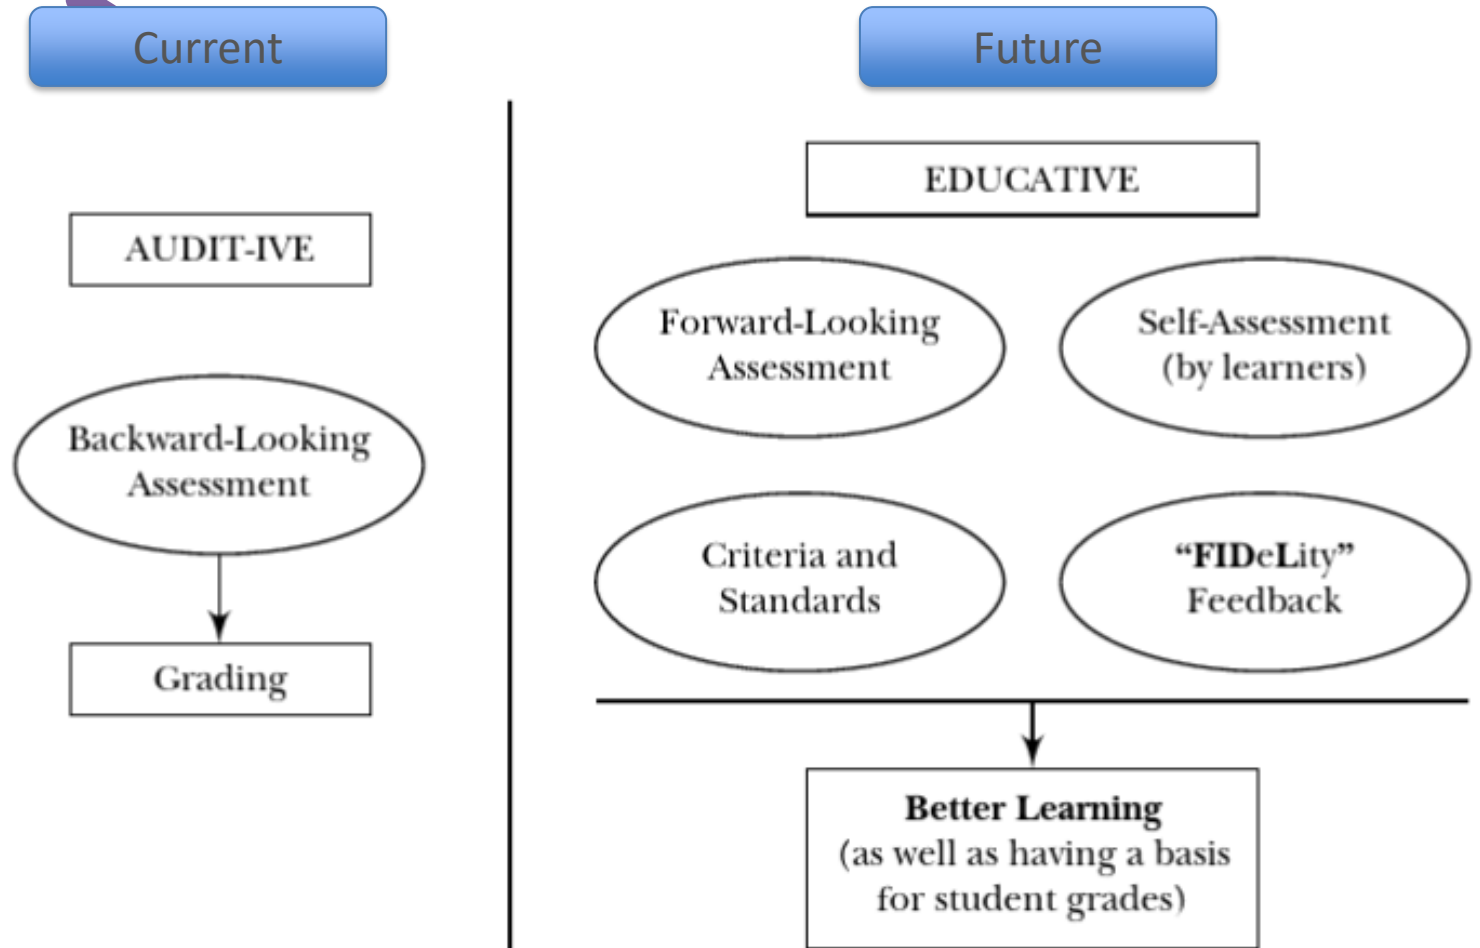 Current
Future
AUDIT-IVE
Backward-Looking
Assessment
Grading
EDUCATIVE
Forward-Looking
Assessment
Self-Assessment
(by learners)
Criteria and
Standards
“FIDeLity”
Feedback
Better Learning
(as well as having a basis
for student grades)